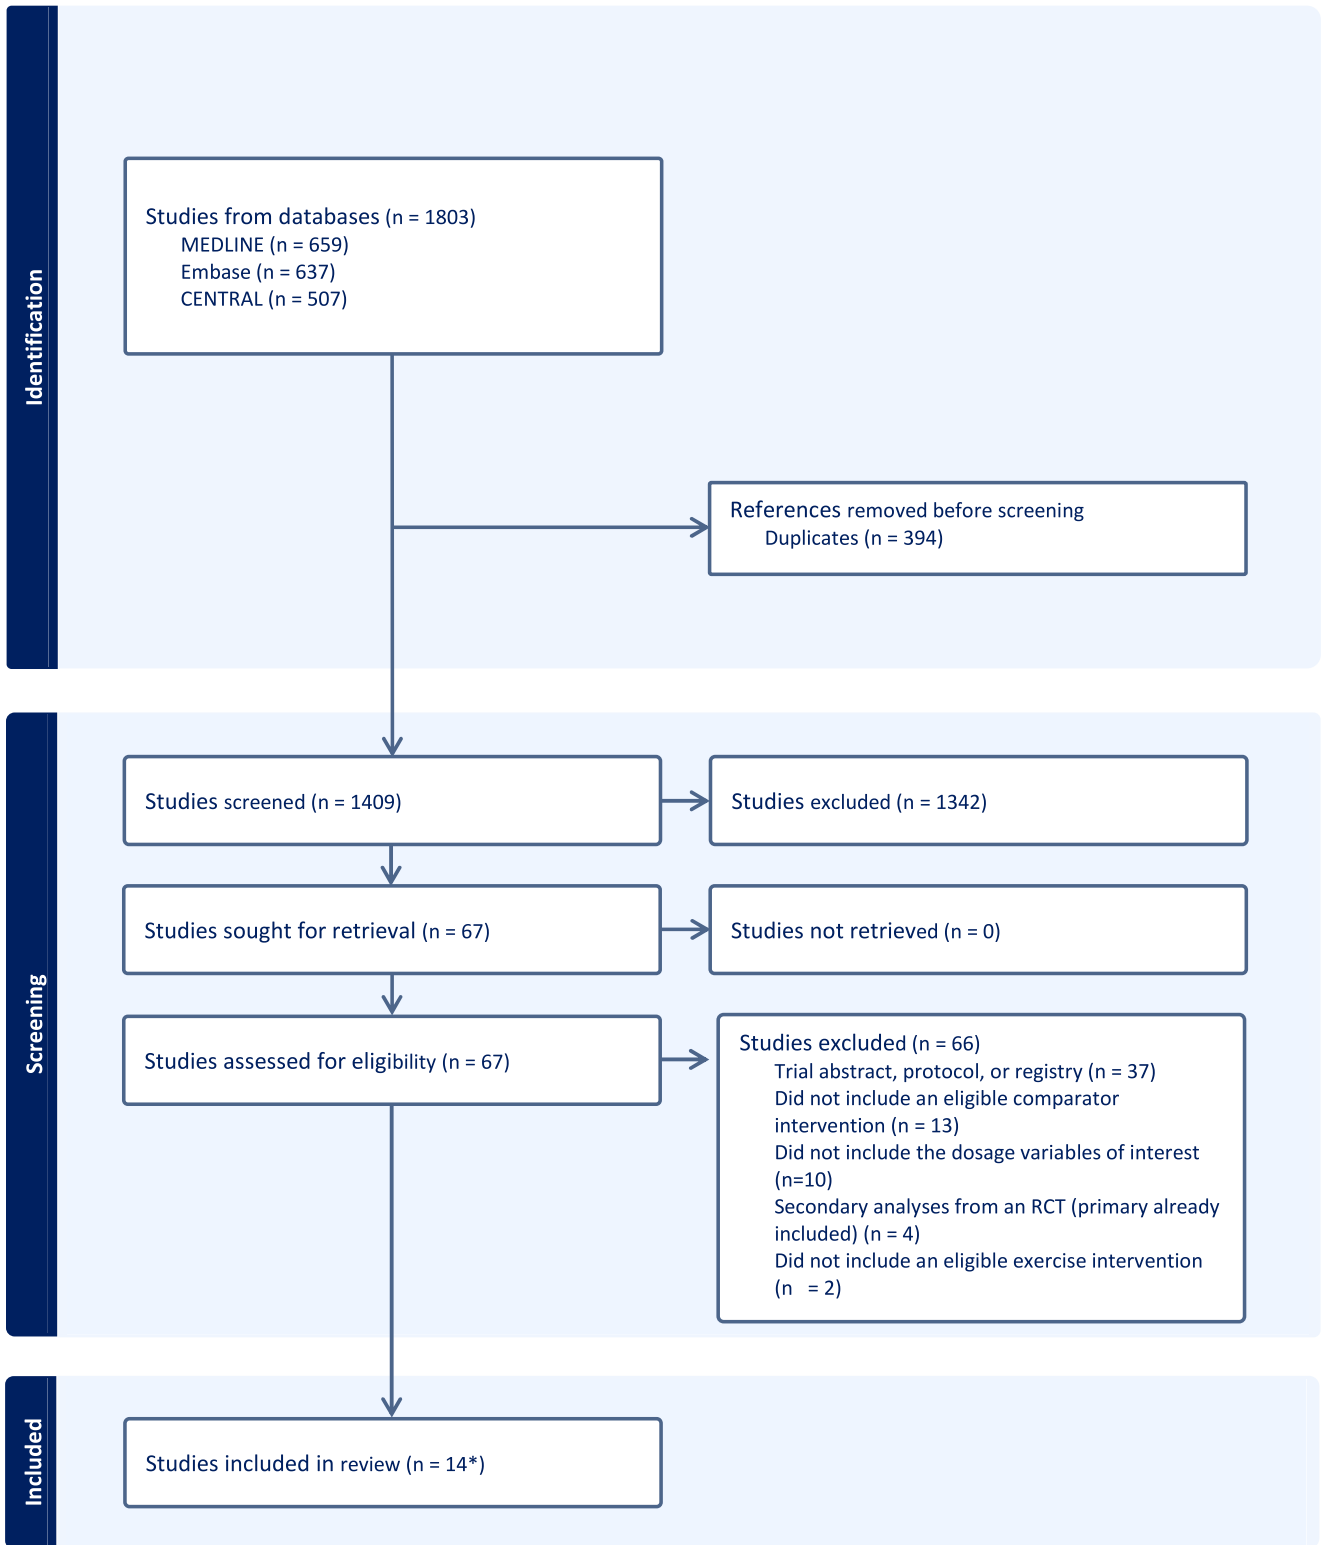 Identification
Studies from databases (n = 1803)
MEDLINE (n = 659)
Embase (n = 637)
CENTRAL (n = 507)
References removed before screening
Duplicates (n = 394)
Screening
Studies screened (n = 1409)
Studies excluded (n = 1342)
Studies sought for retrieval (n = 67)
Studies not retrieved (n = 0)
Studies assessed for eligibility (n = 67)
Studies excluded (n = 66)
Trial abstract, protocol, or registry (n = 37)
Did not include an eligible comparator
intervention (n = 13)
Did not include the dosage variables of interest
(n=10)
Secondary analyses from an RCT (primary already
included) (n = 4)
Did not include an eligible exercise intervention
(n   = 2)
Included
Studies included in review (n = 14*)